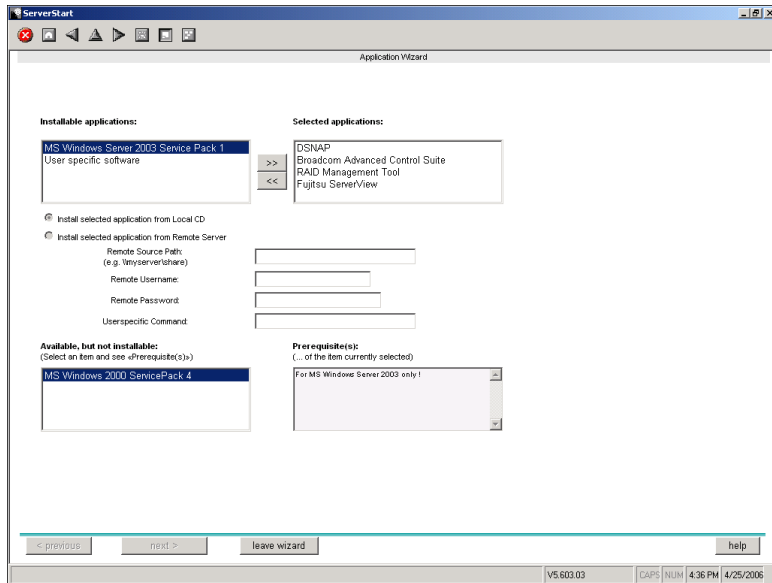 ServerStart
Application Wizard
Installable applications:
Selected applications:
MS Windows Server 2003 Service Pack 1
User specific software
>>
<<
DSNAP
Broadcom Advanced Control Suite
RAID Management Tool
Fujitsu ServerView
Install selected application from Local CD
Install selected application from Remote Server
Remote Source Path:
(e.g. \\myserver\share)
Remote Username:
Remote Password:
Userspecific Command:
Available, but not installable:
(Select an item and see «Prerequisite(s)»)
Prerequisite(s):
(... of the item currently selected)
MS Windows 2000 ServicePack 4
For MS Windows Server 2003 only !
< previous
next >
leave wizard
help
V5.603.03
CAPS
NUM
4:36 PM
4/25/2006